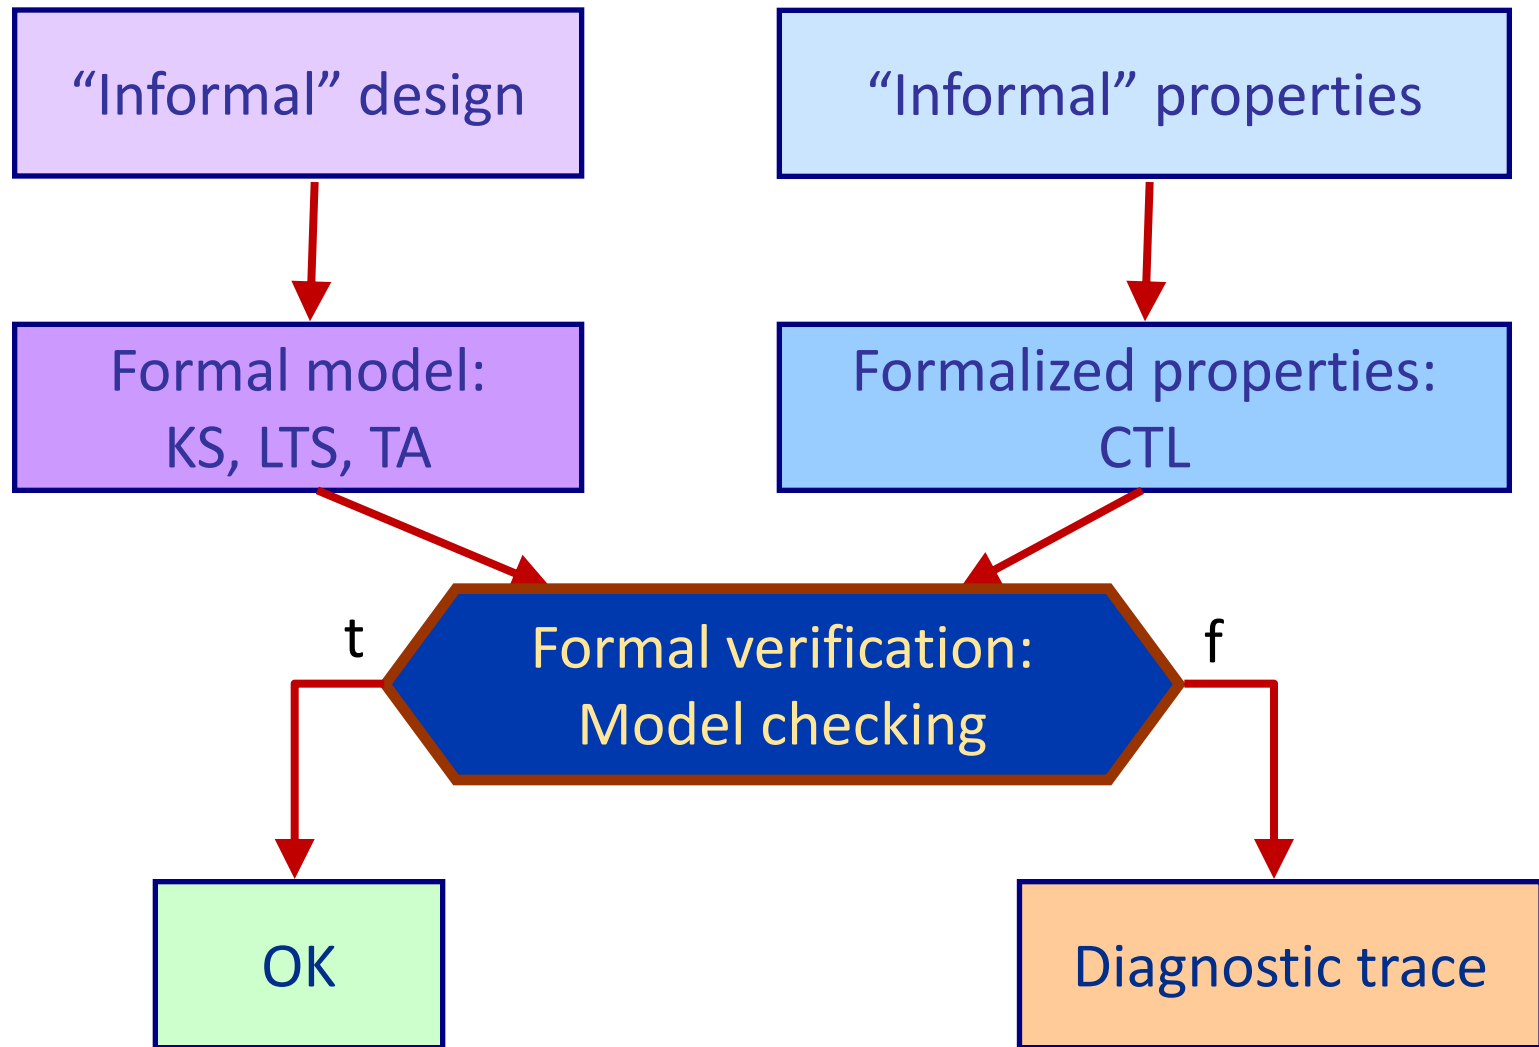 “Informal” design
“Informal” properties
Formal model:
KS, LTS, TA
Formalized properties:
CTL
t
Formal verification:
Model checking
f
OK
Diagnostic trace